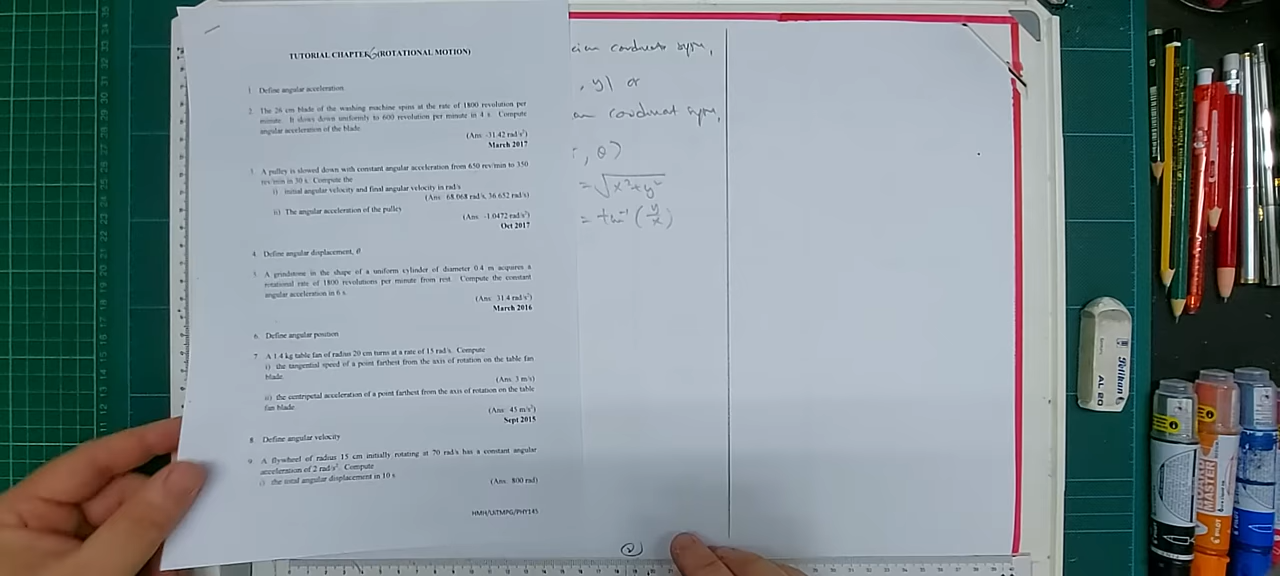 TUTORIAL CHAPTER 6 (ROTATIONAL MOTION)
1. Define angular acceleration.
2. The 26 cm blade of the washing machine spins at the rate of 1800 revolution per
minute. It slows down uniformly to 600 revolution per minute in 4 s. Compute
angular acceleration of the blade.
(Ans: -31.42 rad/s²)
March 2017
3. A pulley is slowed down with constant angular acceleration from 650 rev/min to 350
rev/min in 30 s. Compute the
i) initial angular velocity and final angular velocity in rad/s
(Ans: 68.068 rad/s, 36.652 rad/s)
ii) The angular acceleration of the pulley
(Ans: -1.0472 rad/s²)
Oct 2017
4. Define angular displacement, θ
5. A grindstone in the shape of a uniform cylinder of diameter 0.4 m acquires a
rotational rate of 1800 revolutions per minute from rest. Compute the constant
angular acceleration in 6 s.
(Ans: 31.4 rad/s²)
March 2016
6. Define angular position
7. A 1.4 kg table fan of radius 20 cm turns at a rate of 15 rad/s. Compute
i) the tangential speed of a point farthest from the axis of rotation on the table fan
blade.
(Ans: 3 m/s)
ii) the centripetal acceleration of a point farthest from the axis of rotation on the table
fan blade.
(Ans: 45 m/s²)
Sept 2015
8. Define angular velocity
9. A flywheel of radius 15 cm initially rotating at 70 rad/s has a constant angular
acceleration of 2 rad/s². Compute
i) the total angular displacement in 10 s
(Ans: 800 rad)
HMH/UiTMPG/PHY145
, y) or
, θ)
= √x²+y²
= tan⁻¹ (y/x)
Pelikan
AL 20